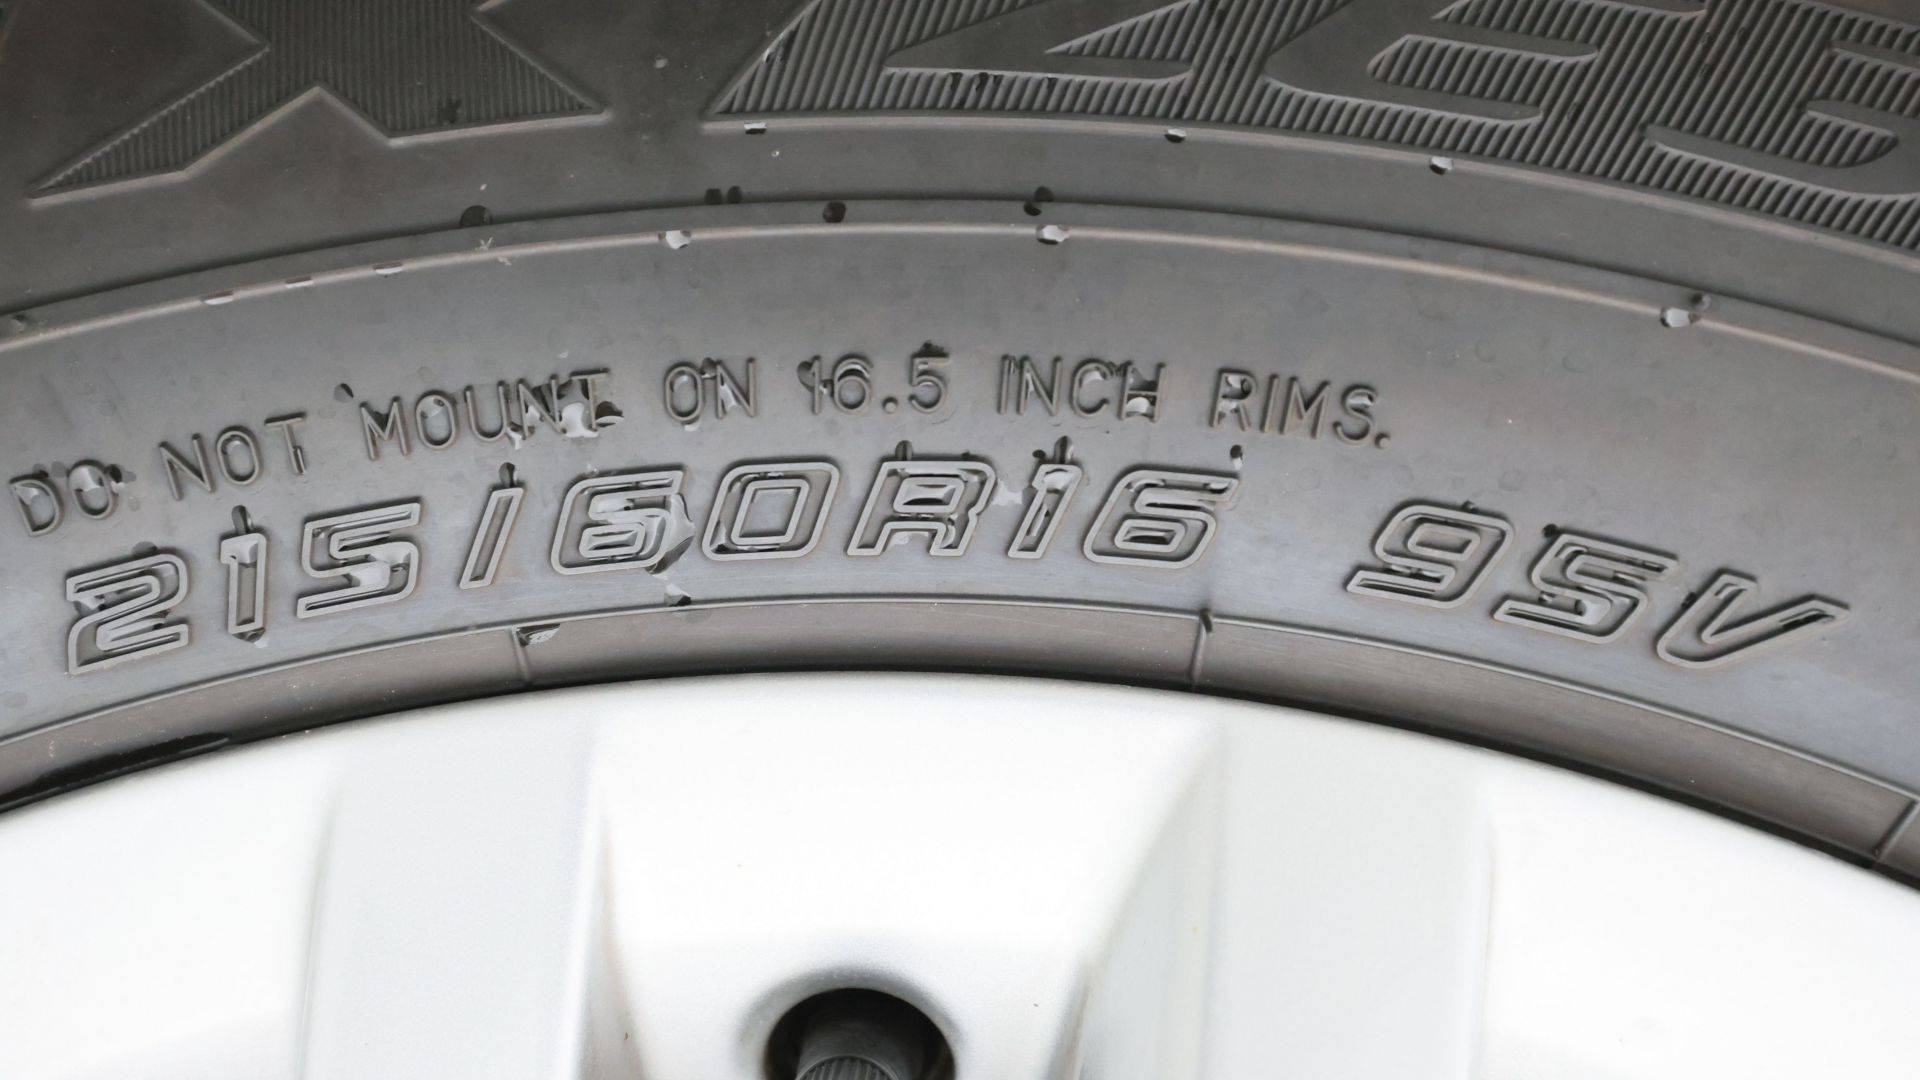 DO NOT MOUNT ON 16.5 INCH RIMS.
215/60R16 95V